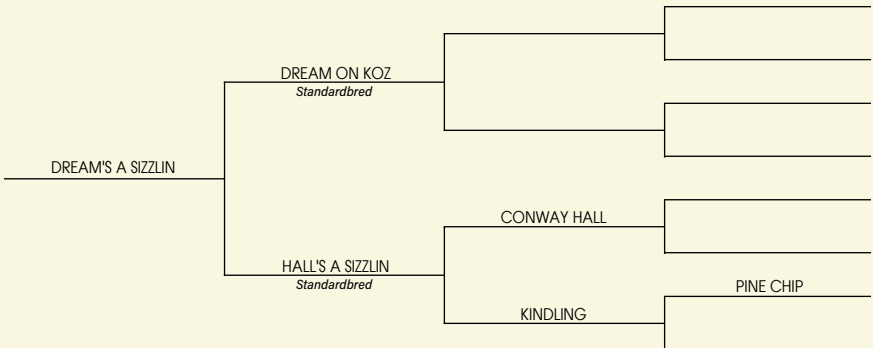 DREAM ON KOZ
Standardbred
DREAM'S A SIZZLIN
CONWAY HALL
HALL'S A SIZZLIN
Standardbred
PINE CHIP
KINDLING